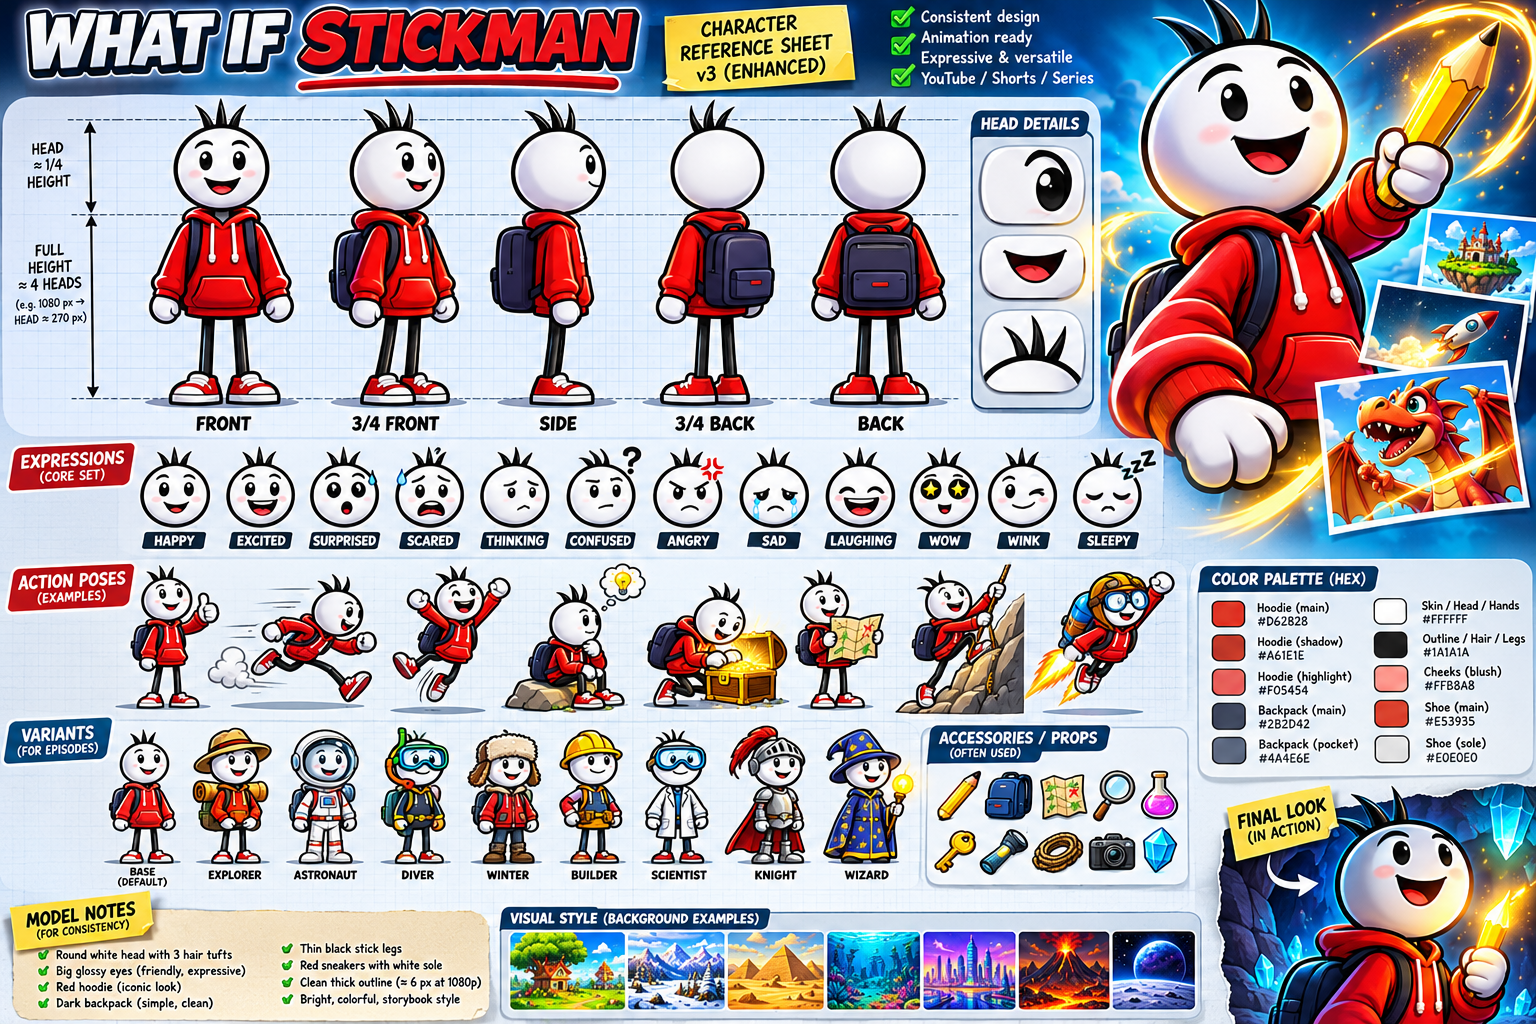 WHAT IF STICKMAN
CHARACTER
REFERENCE SHEET
v3 (ENHANCED)
Consistent design
Animation ready
Expressive & versatile
YouTube / Shorts / Series
HEAD
≈ 1/4
HEIGHT
FULL
HEIGHT
≈ 4 HEADS
(e.g. 1080 px →
HEAD ≈ 270 px)
FRONT
3/4 FRONT
SIDE
3/4 BACK
BACK
HEAD DETAILS
EXPRESSIONS
(CORE SET)
?
?
zzZ
HAPPY
EXCITED
SURPRISED
SCARED
THINKING
CONFUSED
ANGRY
SAD
LAUGHING
WOW
WINK
SLEEPY
ACTION POSES
(EXAMPLES)
COLOR PALETTE (HEX)
Hoodie (main)
#D62828
Hoodie (shadow)
#A61E1E
Hoodie (highlight)
#F05454
Backpack (main)
#2B2D42
Backpack (pocket)
#4A4E6E
Skin / Head / Hands
#FFFFFF
Outline / Hair / Legs
#1A1A1A
Cheeks (blush)
#FFB8A8
Shoe (main)
#E53935
Shoe (sole)
#E0E0E0
VARIANTS
(FOR EPISODES)
BASE
(DEFAULT)
EXPLORER
ASTRONAUT
DIVER
WINTER
BUILDER
SCIENTIST
KNIGHT
WIZARD
ACCESSORIES / PROPS
(OFTEN USED)
FINAL LOOK
(IN ACTION)
MODEL NOTES
(FOR CONSISTENCY)
Round white head with 3 hair tufts
Big glossy eyes (friendly, expressive)
Red hoodie (iconic look)
Dark backpack (simple, clean)
Thin black stick legs
Red sneakers with white sole
Clean thick outline (≈ 6 px at 1080p)
Bright, colorful, storybook style
VISUAL STYLE (BACKGROUND EXAMPLES)